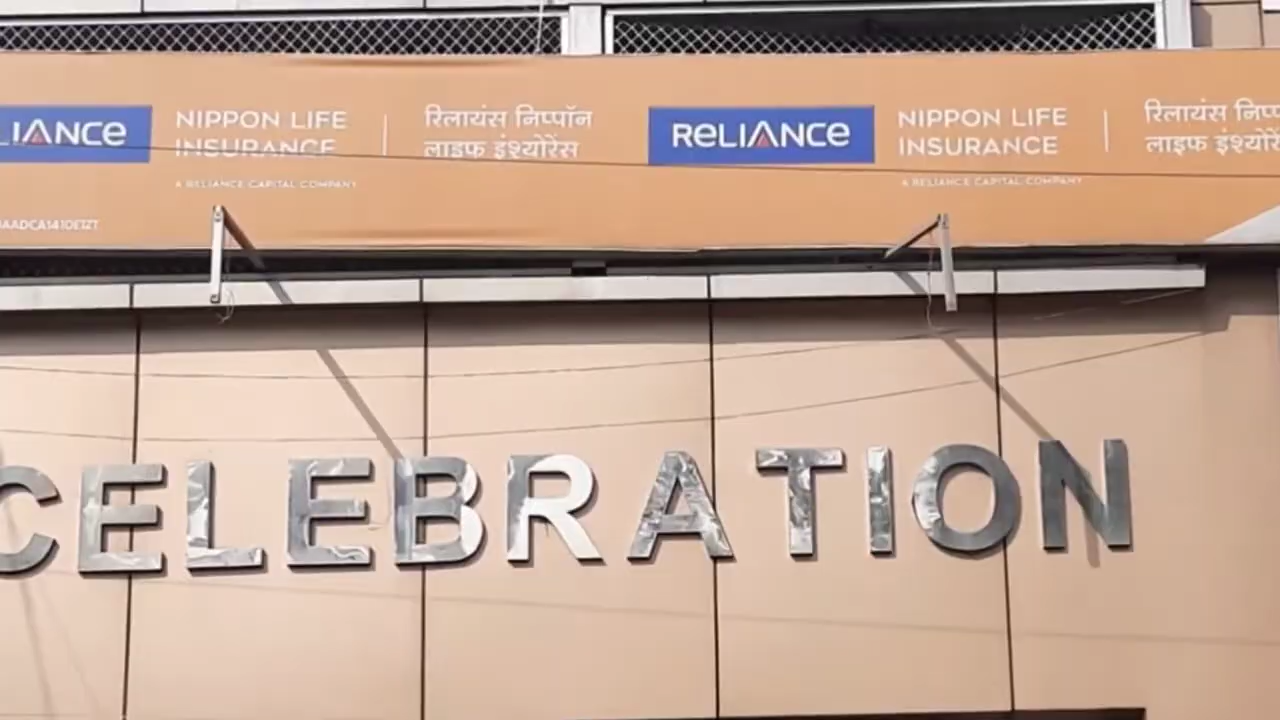 LIANCE NIPPON LIFE INSURANCE
रिलायंस निप्पॉन लाइफ इंश्योरेंस
A RELIANCE CAPITAL COMPANY
RELIANCE NIPPON LIFE INSURANCE
रिलायंस निप्प
लाइफ इंश्योरे
A RELIANCE CAPITAL COMPANY
CELEBRATION